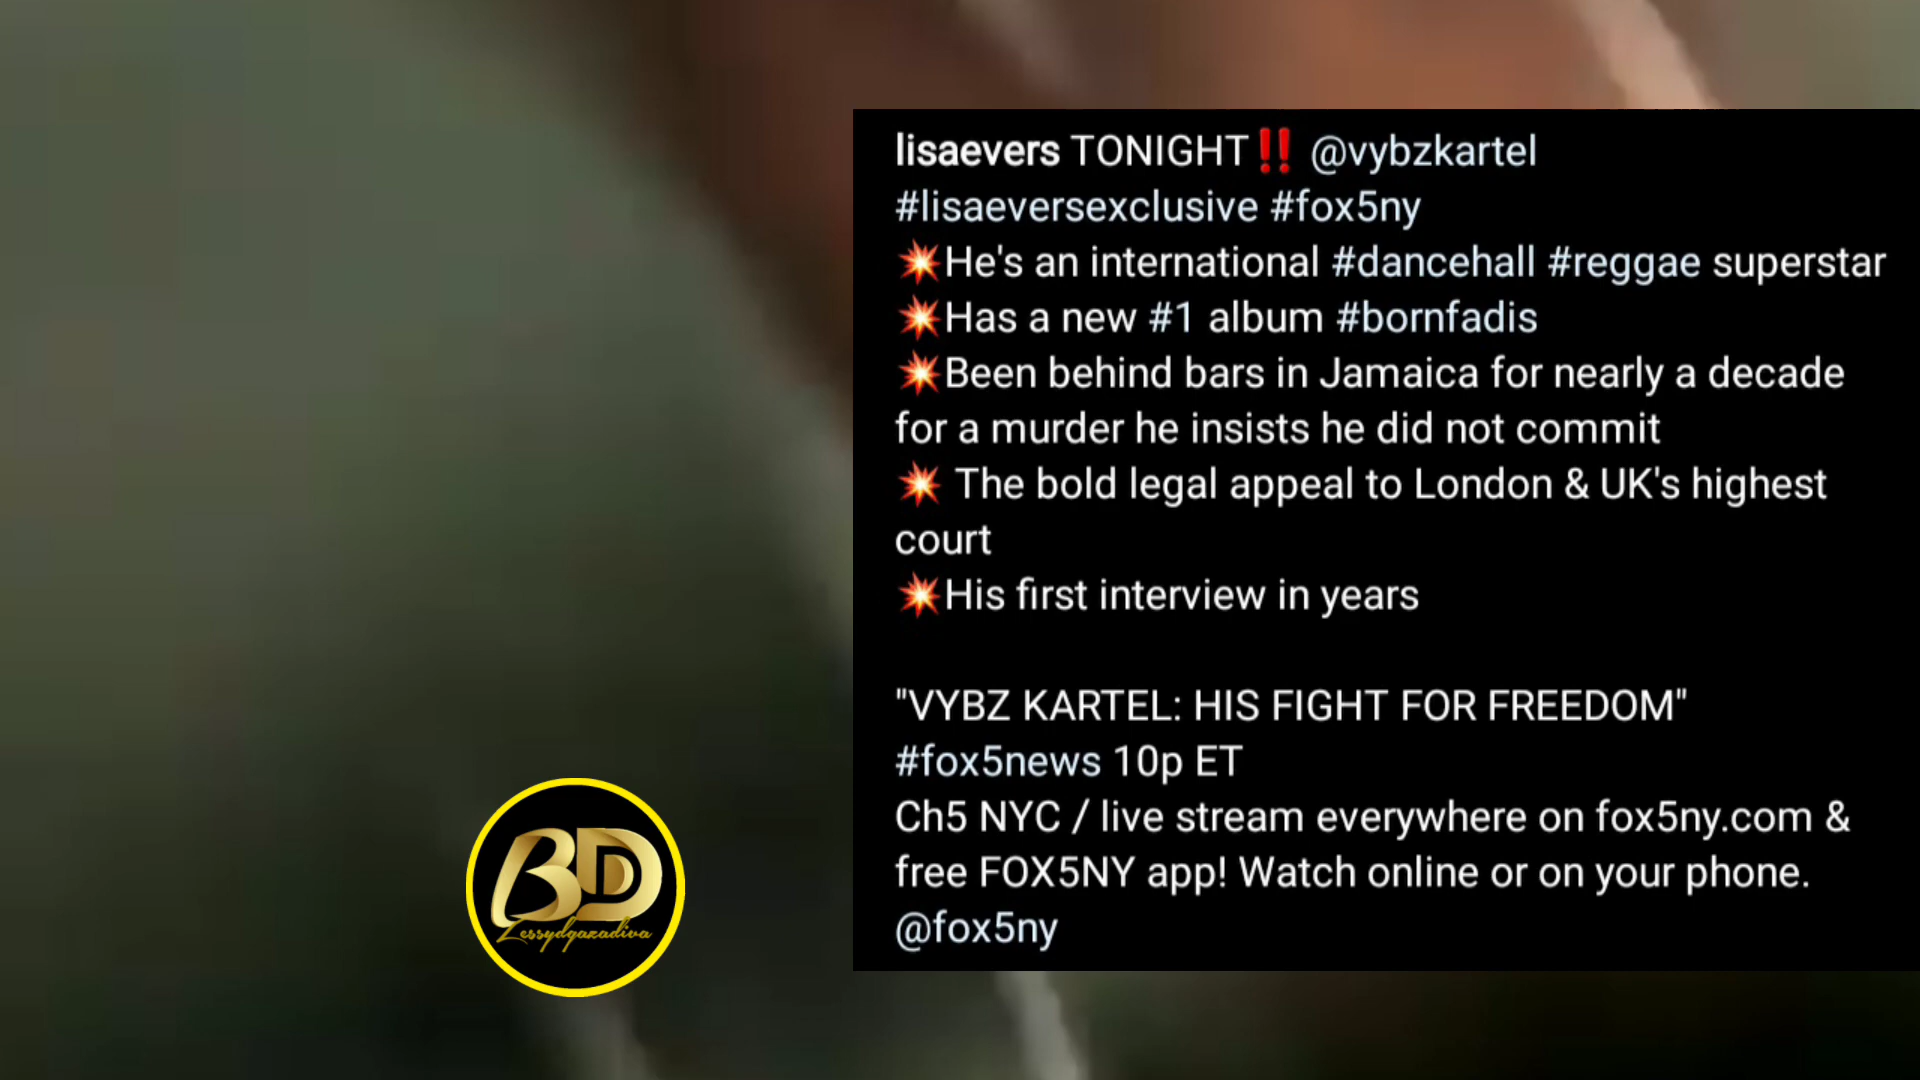 lisaevers TONIGHT‼️ @vybzkartel
#lisaeversexclusive #fox5ny
💥He's an international #dancehall #reggae superstar
💥Has a new #1 album #bornfadis
💥Been behind bars in Jamaica for nearly a decade
for a murder he insists he did not commit
💥 The bold legal appeal to London & UK's highest
court
💥His first interview in years
"VYBZ KARTEL: HIS FIGHT FOR FREEDOM"
#fox5news 10p ET
Ch5 NYC / live stream everywhere on fox5ny.com &
free FOX5NY app! Watch online or on your phone.
@fox5ny
BD
Zessydgazadiva